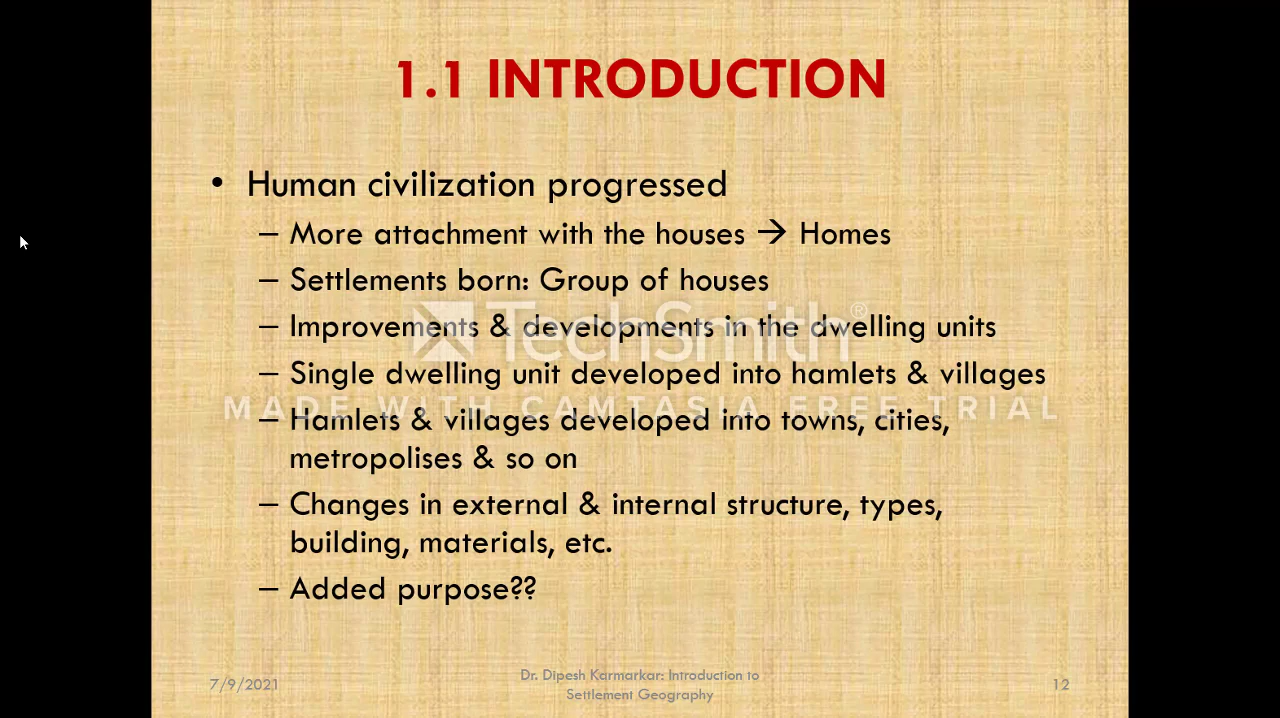 1.1 INTRODUCTION
• Human civilization progressed
– More attachment with the houses → Homes
– Settlements born: Group of houses
– Improvements & developments in the dwelling units
TechSmith®
– Single dwelling unit developed into hamlets & villages
MADE WITH CAMTASIA FREE TRIAL
– Hamlets & villages developed into towns, cities,
metropolises & so on
– Changes in external & internal structure, types,
building, materials, etc.
– Added purpose??
7/9/2021
Dr. Dipesh Karmarkar: Introduction to
Settlement Geography
12